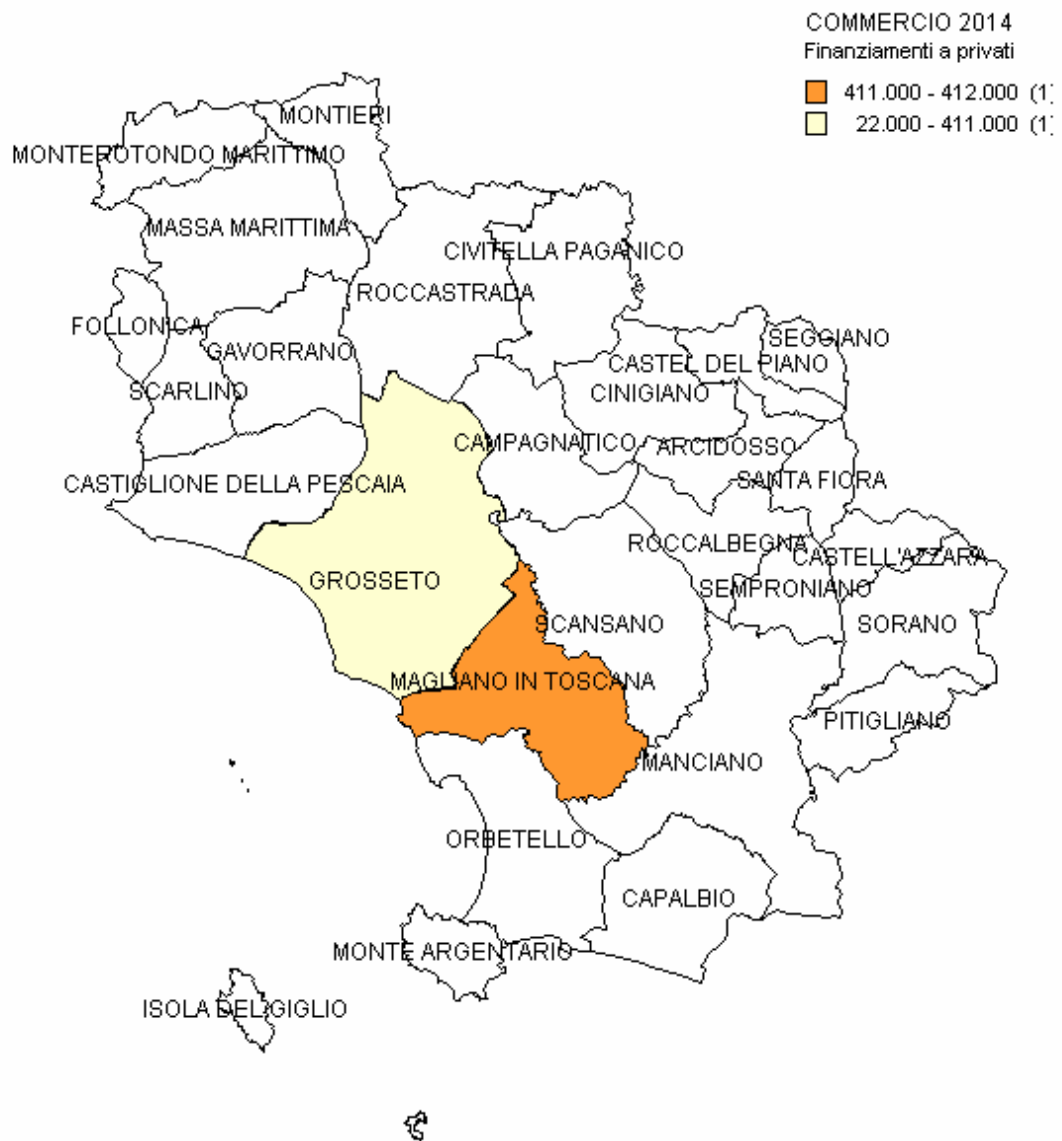 COMMERCIO 2014
Finanziamenti a privati
411.000 - 412.000 (1)
22.000 - 411.000 (1)
MONTIERI
MONTEROTONDO MARITTIMO
MASSA MARITTIMA
CIVITELLA PAGANICO
ROCCASTRADA
FOLLONICA
SEGGIANO
GAVORRANO
CASTEL DEL PIANO
SCARLINO
CINIGIANO
CAMPAGNATICO
ARCIDOSSO
CASTIGLIONE DELLA PESCAIA
SANTA FIORA
ROCCALBEGNA
CASTELL'AZZARA
GROSSETO
SEMPRONIANO
SCANSANO
SORANO
MAGLIANO IN TOSCANA
PITIGLIANO
MANCIANO
ORBETELLO
CAPALBIO
MONTE ARGENTARIO
ISOLA DEL GIGLIO